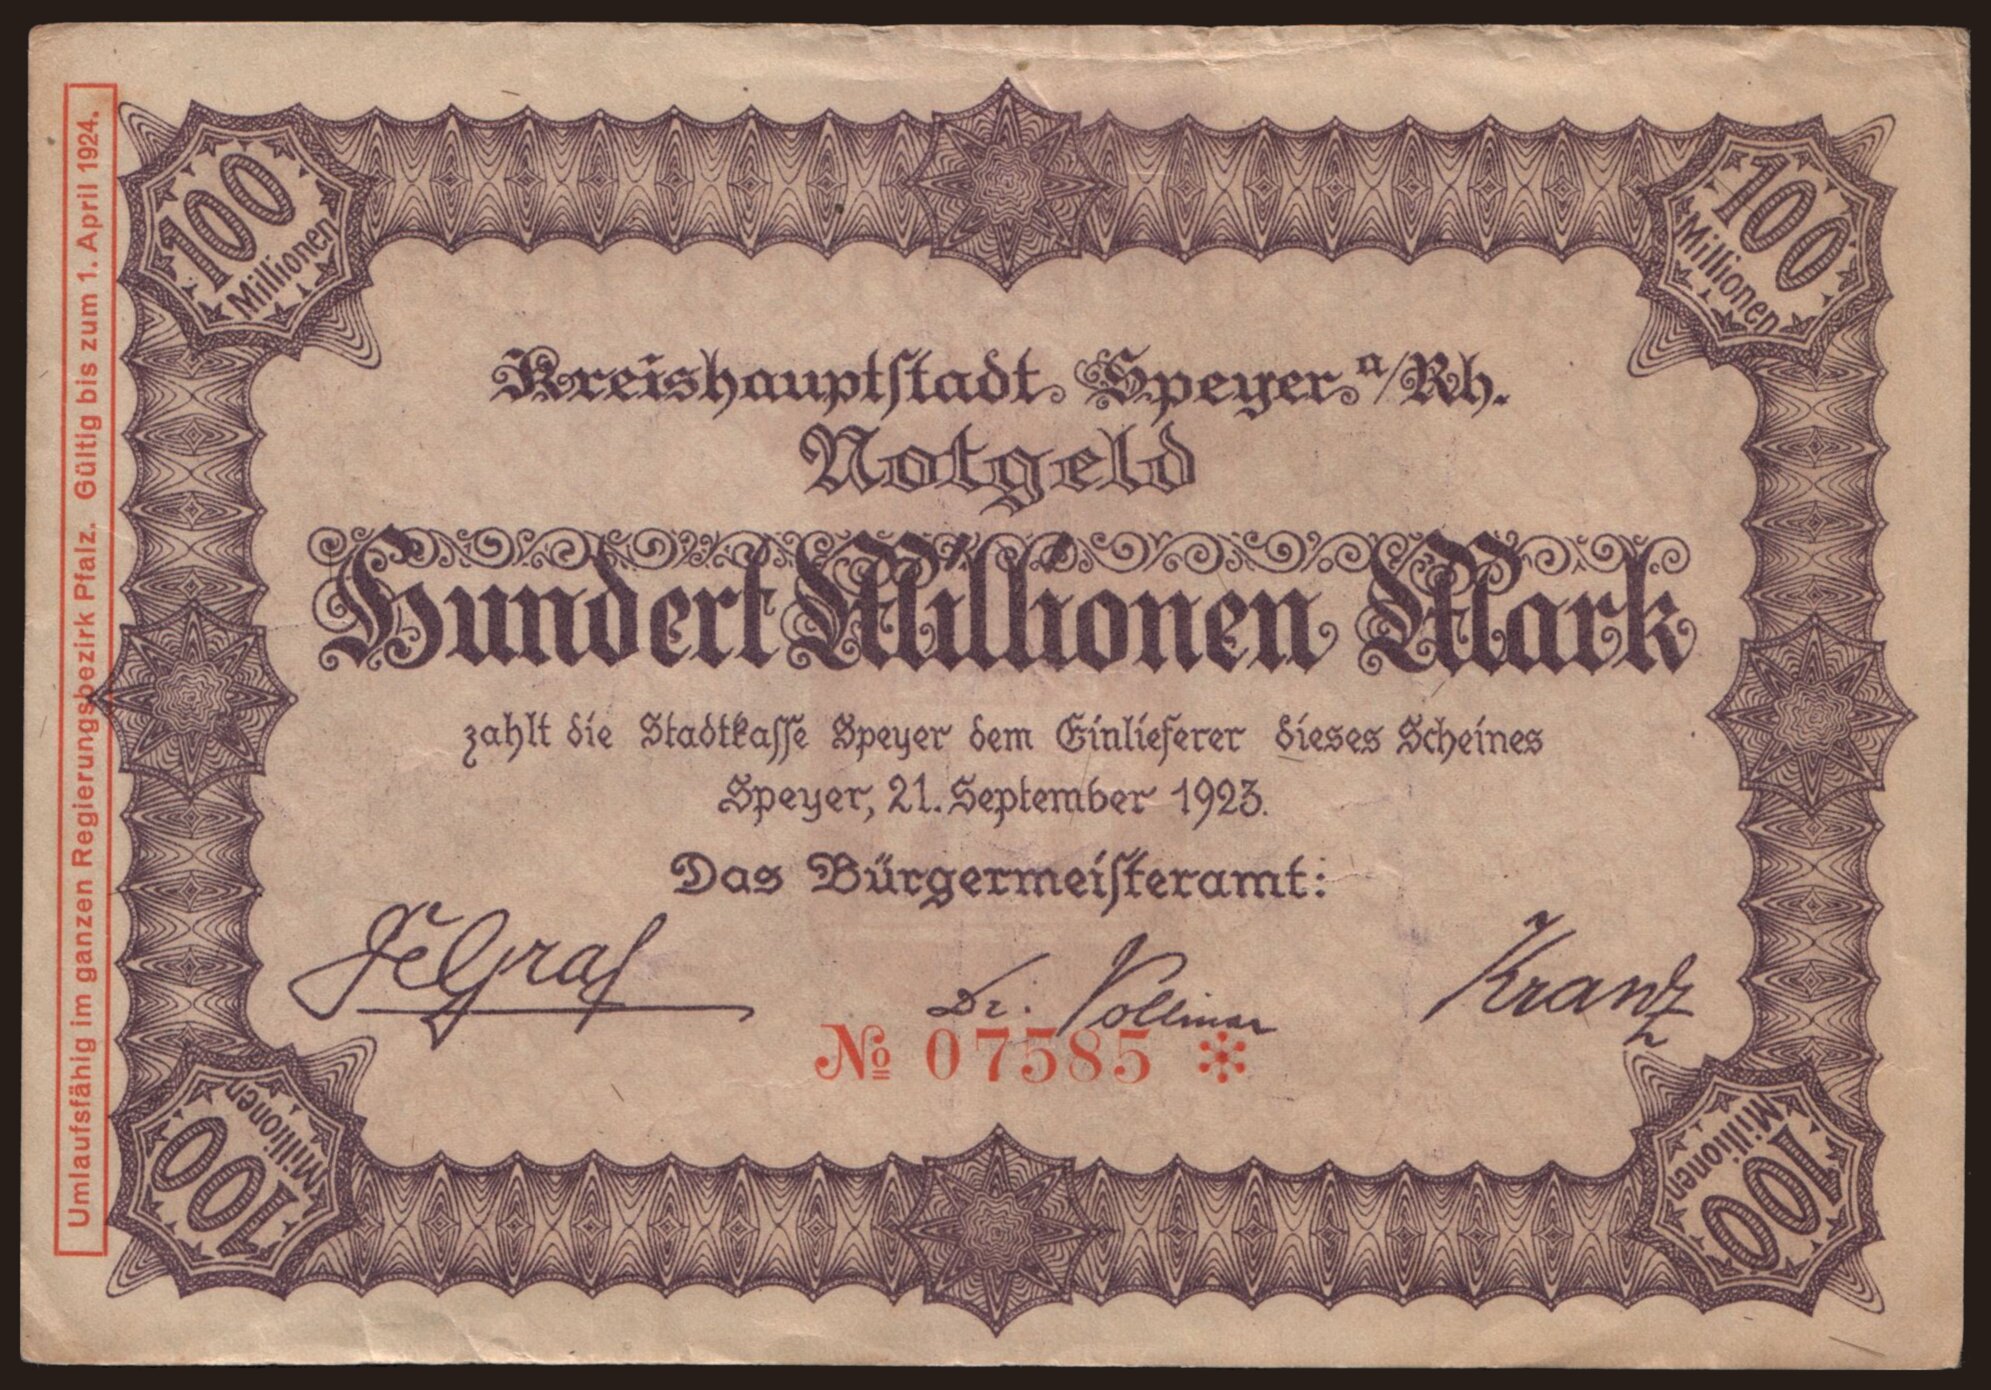 Umlaufsfähig im ganzen Regierungsbezirk Pfalz. Gültig bis zum 1. April 1924.
100
Millionen
100
Millionen
Kreishauptſtadt Speyer a/Rh.
Notgeld
Hundert Millionen Mark
zahlt die Stadtkaſſe Speyer dem Einlieferer dieses Scheines
Speyer, 21. September 1923.
Das Bürgermeiſteramt:
Graf
Dr. Vollmar
Kranz
№ 07585 *
100
Millionen
100
Millionen